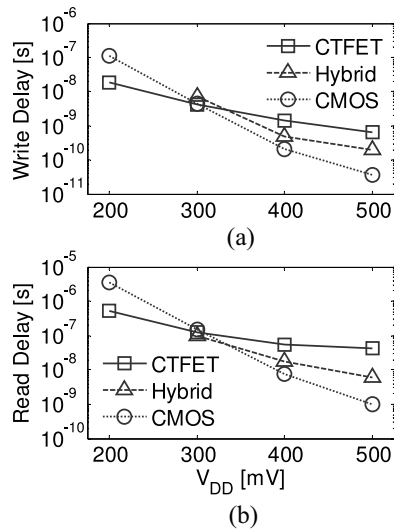 10^-6
10^-7
10^-8
10^-9
10^-10
10^-11
Write Delay [s]
CTFET
Hybrid
CMOS
200 300 400 500
(a)
10^-5
10^-6
10^-7
10^-8
10^-9
10^-10
Read Delay [s]
CTFET
Hybrid
CMOS
200 300 400 500
V_DD [mV]
(b)